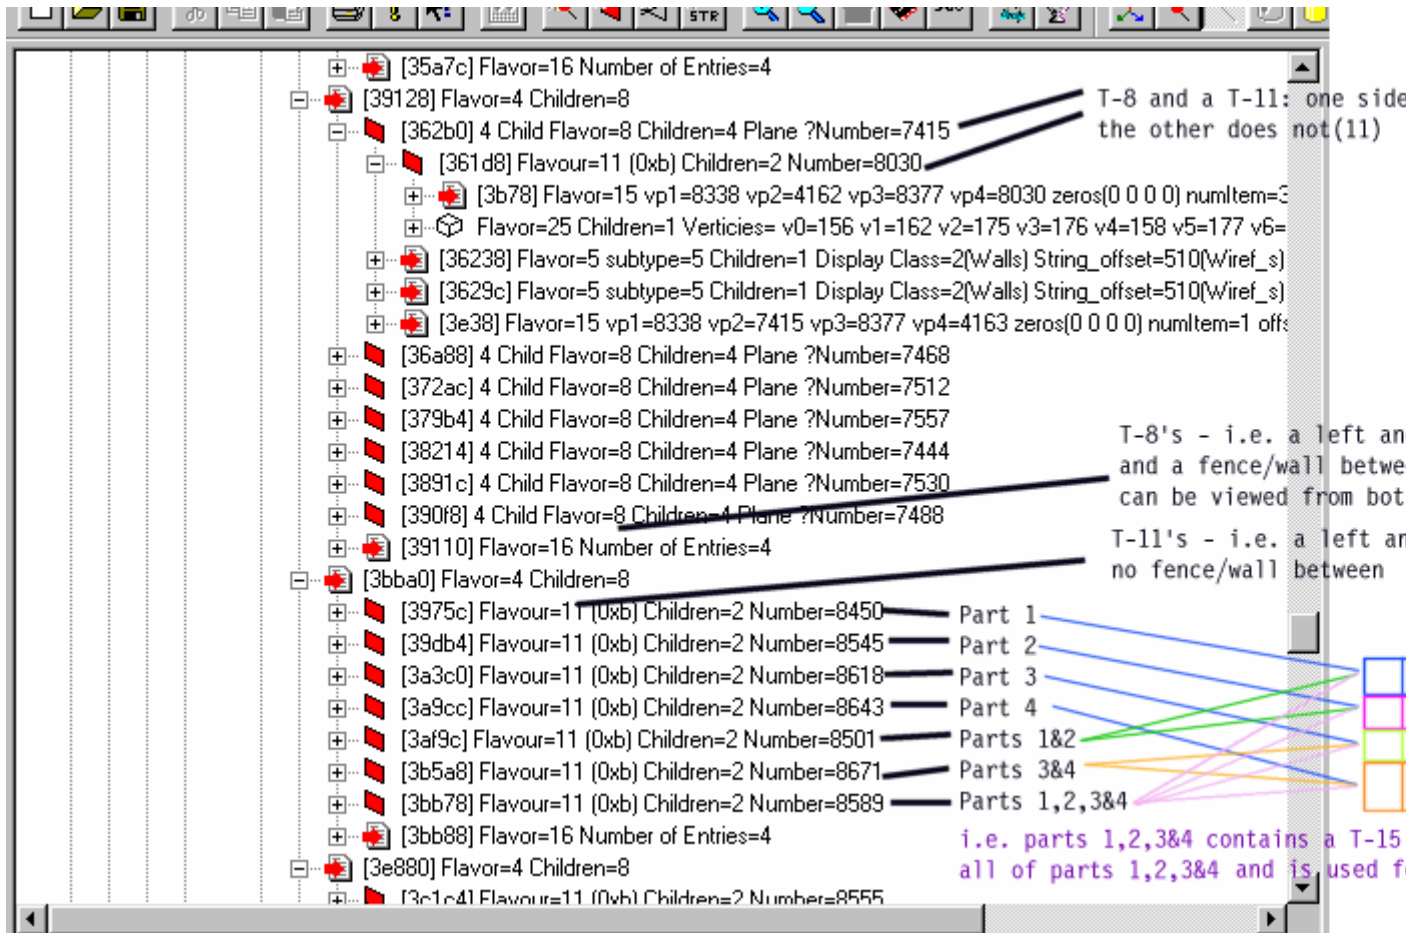 STR
[35a7c] Flavor=16 Number of Entries=4
[39128] Flavor=4 Children=8
T-8 and a T-11: one side
[362b0] 4 Child Flavor=8 Children=4 Plane ?Number=7415
the other does not(11)
[361d8] Flavour=11 (0xb) Children=2 Number=8030
[3b78] Flavor=15 vp1=8338 vp2=4162 vp3=8377 vp4=8030 zeros(0 0 0 0) numItem=3
Flavor=25 Children=1 Verticies= v0=156 v1=162 v2=175 v3=176 v4=158 v5=177 v6=
[36238] Flavor=5 subtype=5 Children=1 Display Class=2(Walls) String_offset=510(Wiref_s)
[3629c] Flavor=5 subtype=5 Children=1 Display Class=2(Walls) String_offset=510(Wiref_s)
[3e38] Flavor=15 vp1=8338 vp2=7415 vp3=8377 vp4=4163 zeros(0 0 0 0) numItem=1 offs
[36a88] 4 Child Flavor=8 Children=4 Plane ?Number=7468
[372ac] 4 Child Flavor=8 Children=4 Plane ?Number=7512
[379b4] 4 Child Flavor=8 Children=4 Plane ?Number=7557
[38214] 4 Child Flavor=8 Children=4 Plane ?Number=7444
[3891c] 4 Child Flavor=8 Children=4 Plane ?Number=7530
[390f8] 4 Child Flavor=8 Children=4 Plane ?Number=7488
[39110] Flavor=16 Number of Entries=4
T-8's - i.e. a left an
and a fence/wall betwee
can be viewed from bot
T-11's - i.e. a left an
no fence/wall between
[3bba0] Flavor=4 Children=8
[3975c] Flavour=11 (0xb) Children=2 Number=8450
Part 1
[39db4] Flavour=11 (0xb) Children=2 Number=8545
Part 2
[3a3c0] Flavour=11 (0xb) Children=2 Number=8618
Part 3
[3a9cc] Flavour=11 (0xb) Children=2 Number=8643
Part 4
[3af9c] Flavour=11 (0xb) Children=2 Number=8501
Parts 1&2
[3b5a8] Flavour=11 (0xb) Children=2 Number=8671
Parts 3&4
[3bb78] Flavour=11 (0xb) Children=2 Number=8589
Parts 1,2,3&4
[3bb88] Flavor=16 Number of Entries=4
i.e. parts 1,2,3&4 contains a T-15
[3e880] Flavor=4 Children=8
all of parts 1,2,3&4 and is used fo
[3c1c4] Flavour=11 (0xb) Children=2 Number=8555